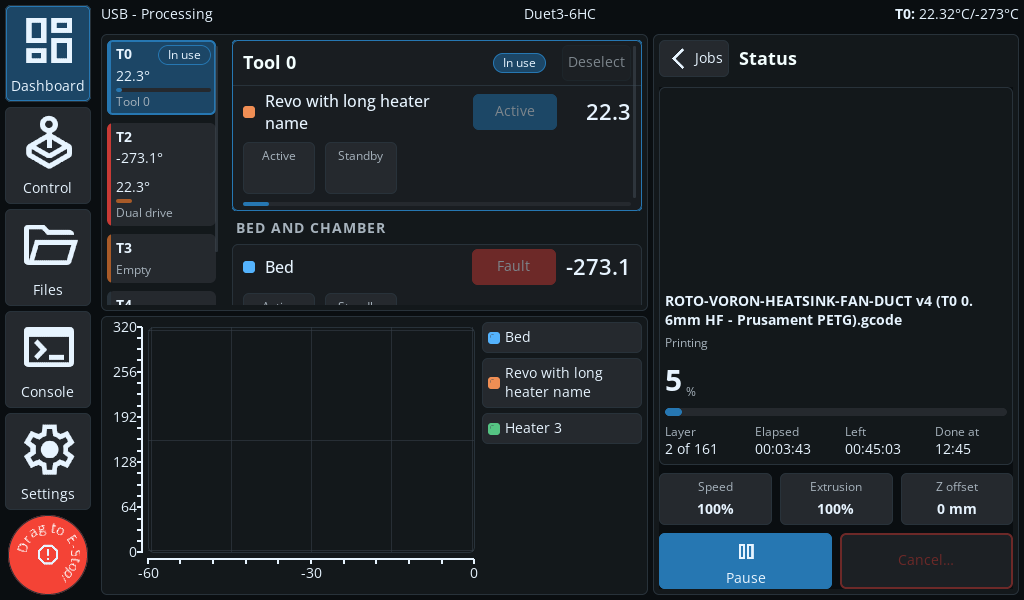 USB - Processing
Duet3-6HC
T0: 22.32°C/-273°C
Dashboard
Control
Files
Console
Settings
Drag to E-Stop!
T0
In use
22.3°
Tool 0
T2
-273.1°
22.3°
Dual drive
T3
Empty
T4
Tool 0
In use
Deselect
Revo with long heater
name
Active
22.3
Active
Standby
BED AND CHAMBER
Bed
Fault
-273.1
Active
Standby
320
256
192
128
64
0
-60
-30
0
Bed
Revo with long
heater name
Heater 3
Jobs
Status
ROTO-VORON-HEATSINK-FAN-DUCT v4 (T0 0.
6mm HF - Prusament PETG).gcode
Printing
5 %
Layer
2 of 161
Elapsed
00:03:43
Left
00:45:03
Done at
12:45
Speed
100%
Extrusion
100%
Z offset
0 mm
Pause
Cancel...